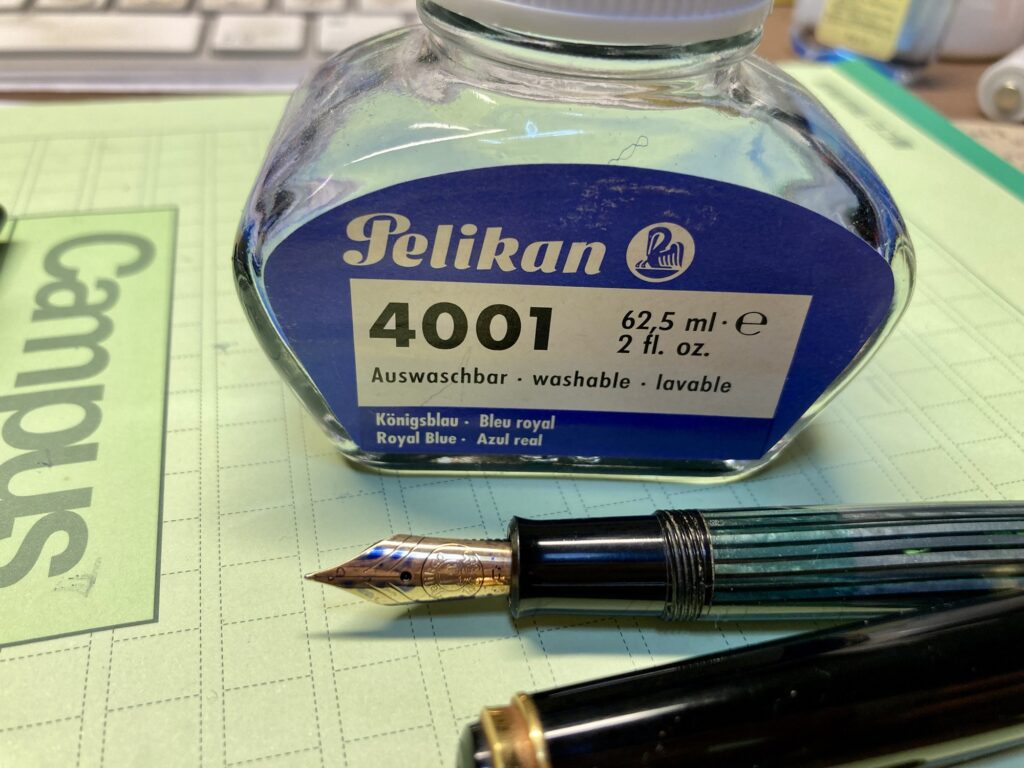 Pelikan
4001
62,5 ml · ℮
2 fl. oz.
Auswaschbar · washable · lavable
Königsblau · Bleu royal
Royal Blue · Azul real
Campus